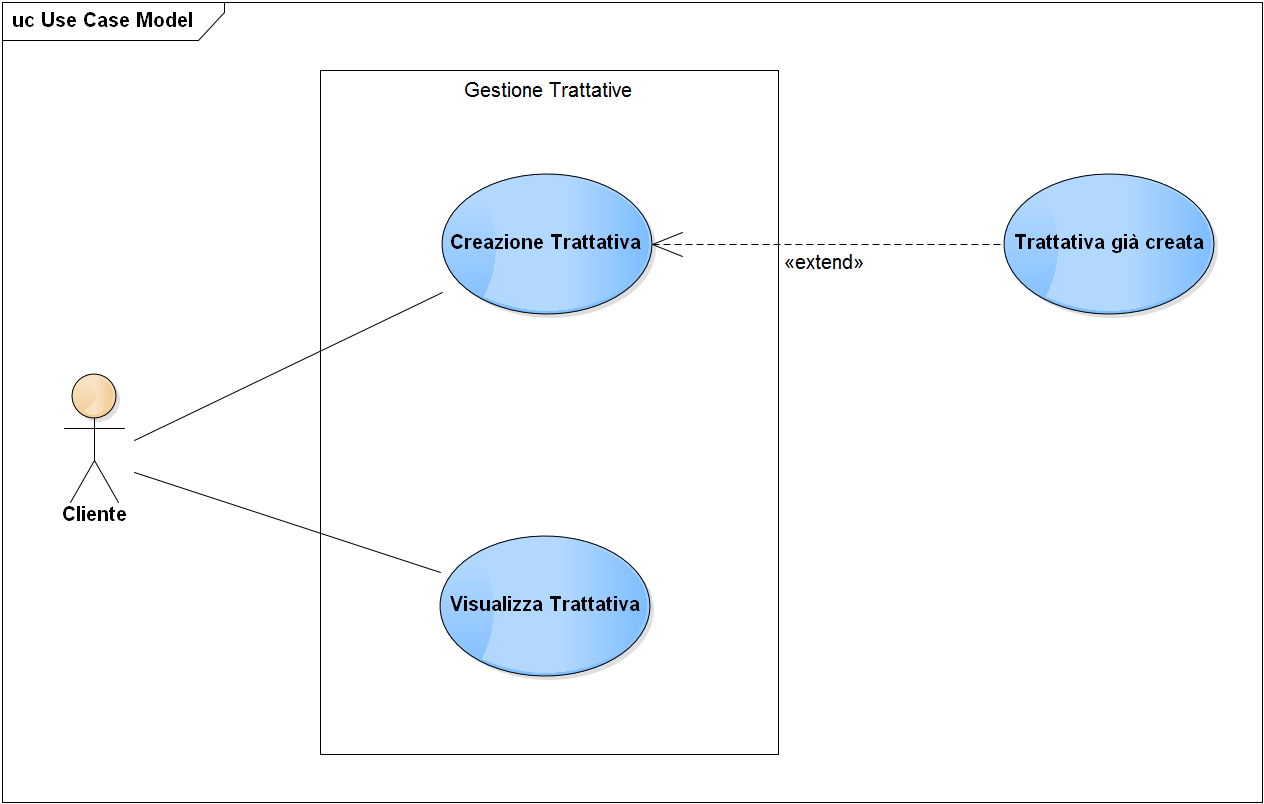 uc Use Case Model
Gestione Trattative
Creazione Trattativa
Trattativa già creata
«extend»
Cliente
Visualizza Trattativa